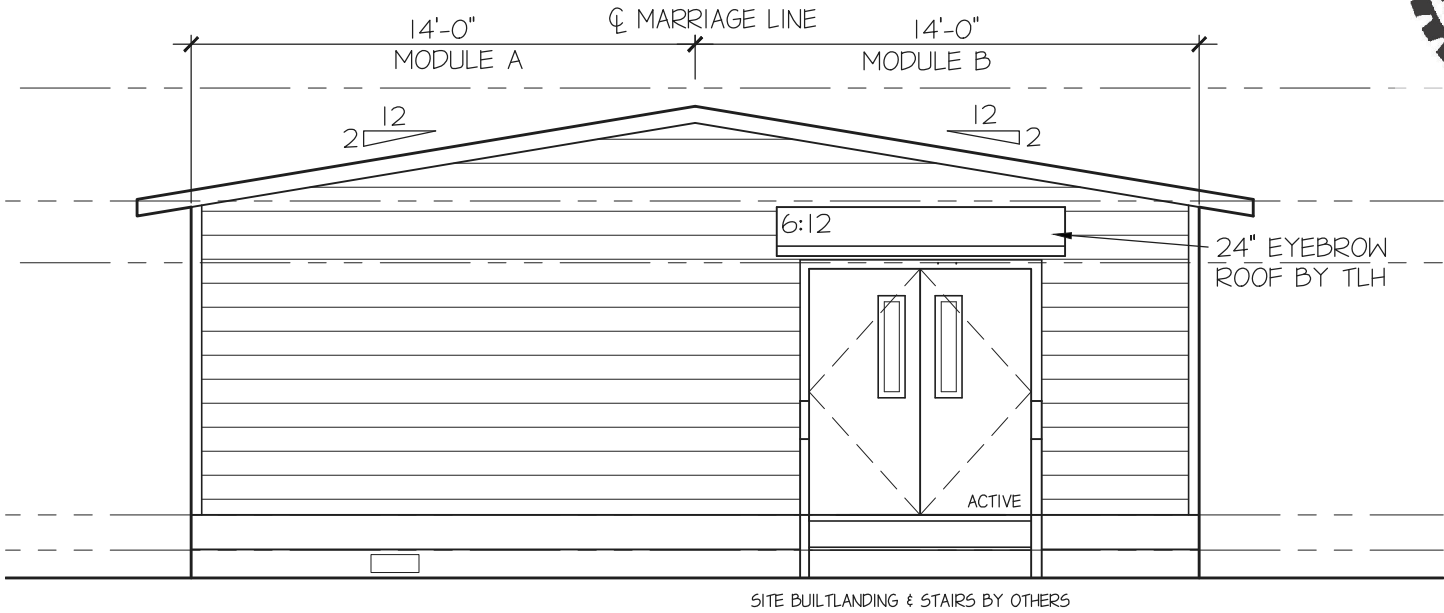 ℄ MARRIAGE LINE
14'-0" 14'-0"
MODULE A MODULE B
12 12
2 2
6:12
24" EYEBROW
ROOF BY TLH
ACTIVE
SITE BUILTLANDING & STAIRS BY OTHERS